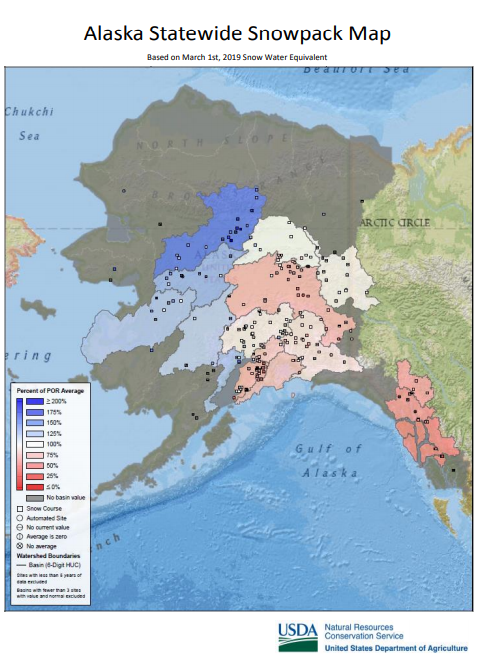 Alaska Statewide Snowpack Map
Based on March 1st, 2019 Snow Water Equivalent
Beaufort Sea
Chukchi
Sea
NORTH SLOPE
BROOKS RANGE
ARCTIC CIRCLE
ering
Gulf of
Alaska
nch
Percent of POR Average
≥ 200%
175%
150%
125%
100%
75%
50%
25%
≤ 0%
No basin value
Snow Course
Automated Site
No current value
Average is zero
No average
Watershed Boundaries
Basin (6-Digit HUC)
Sites with less than 8 years of
data excluded
Basins with fewer than 3 sites
with value and normal excluded
USDA
Natural Resources
Conservation Service
United States Department of Agriculture